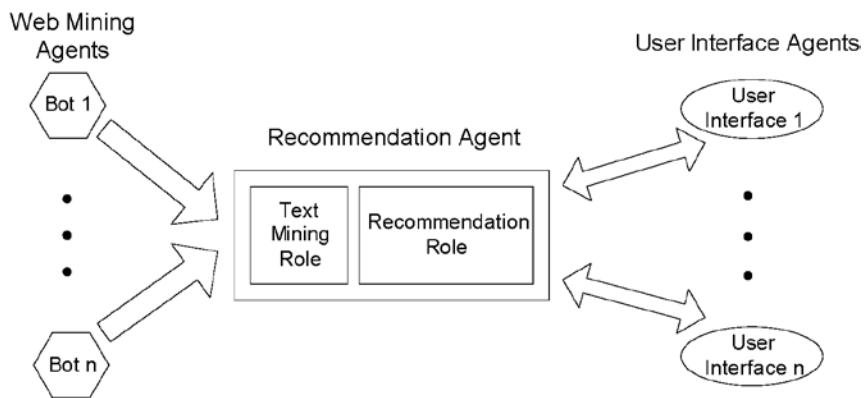 Web Mining
Agents
Bot 1
Bot n
Recommendation Agent
Text
Mining
Role
Recommendation
Role
User Interface Agents
User
Interface 1
User
Interface n